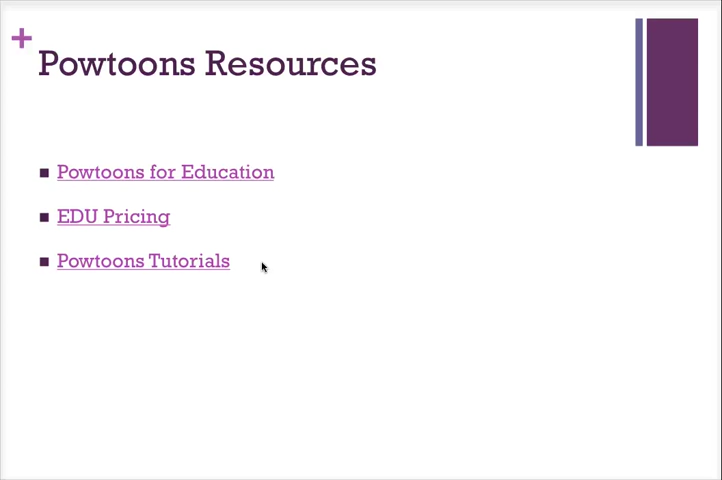 +
Powtoons Resources
■ Powtoons for Education
■ EDU Pricing
■ Powtoons Tutorials